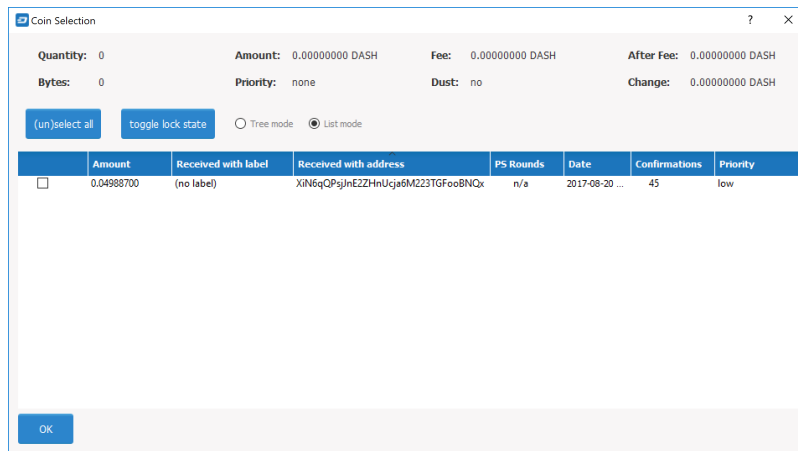 Coin Selection ?
Quantity: 0 Amount: 0.00000000 DASH Fee: 0.00000000 DASH After Fee: 0.00000000 DASH
Bytes: 0 Priority: none Dust: no Change: 0.00000000 DASH
(un)select all toggle lock state Tree mode List mode
Amount Received with label Received with address PS Rounds Date Confirmations Priority
0.04988700 (no label) XiN6qQPsjJnE2ZHnUcja6M223TGFooBNQx n/a 2017-08-20 ... 45 low
OK